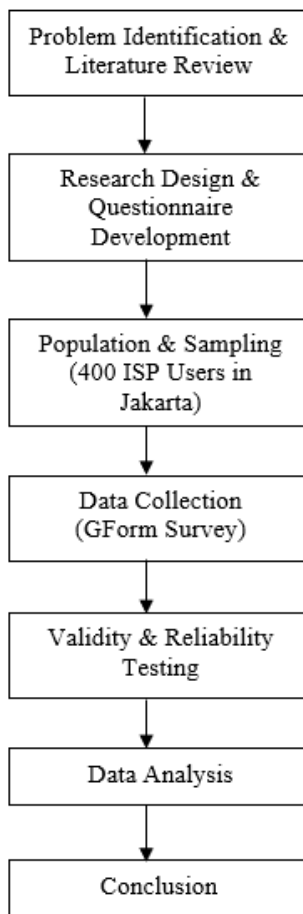 Problem Identification &
Literature Review
Research Design &
Questionnaire
Development
Population & Sampling
(400 ISP Users in
Jakarta)
Data Collection
(GForm Survey)
Validity & Reliability
Testing
Data Analysis
Conclusion